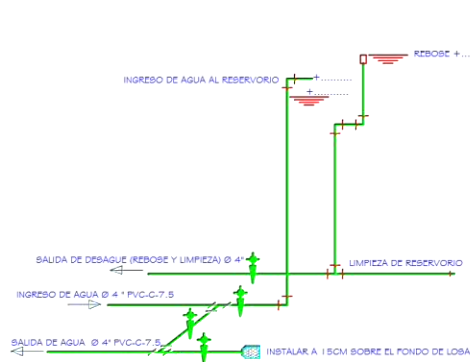 REBOSE +...
INGRESO DE AGUA AL RESERVORIO
+..........
+..........
SALIDA DE DESAGUE (REBOSE Y LIMPIEZA) Ø 4"
LIMPIEZA DE RESERVORIO
INGRESO DE AGUA Ø 4 " PVC-C-7.5
SALIDA DE AGUA Ø 4" PVC-C-7.5
INSTALAR A 15CM SOBRE EL FONDO DE LOSA